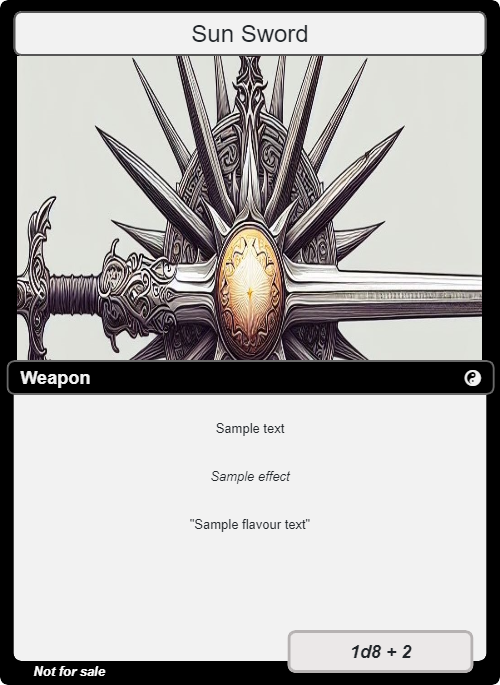 Sun Sword
Weapon
Sample text
Sample effect
"Sample flavour text"
1d8 + 2
Not for sale